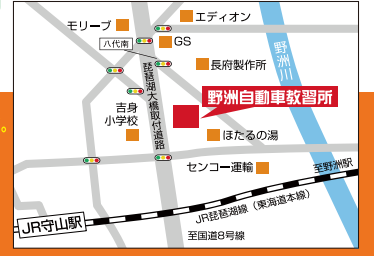 モリーブ
エディオン
八代南
GS
野洲川
長府製作所
琵琶湖大橋取付道路
野洲自動車教習所
吉身
小学校
ほたるの湯
センコー運輸
至野洲駅
JR守山駅
JR琵琶湖線（東海道本線）
至国道8号線